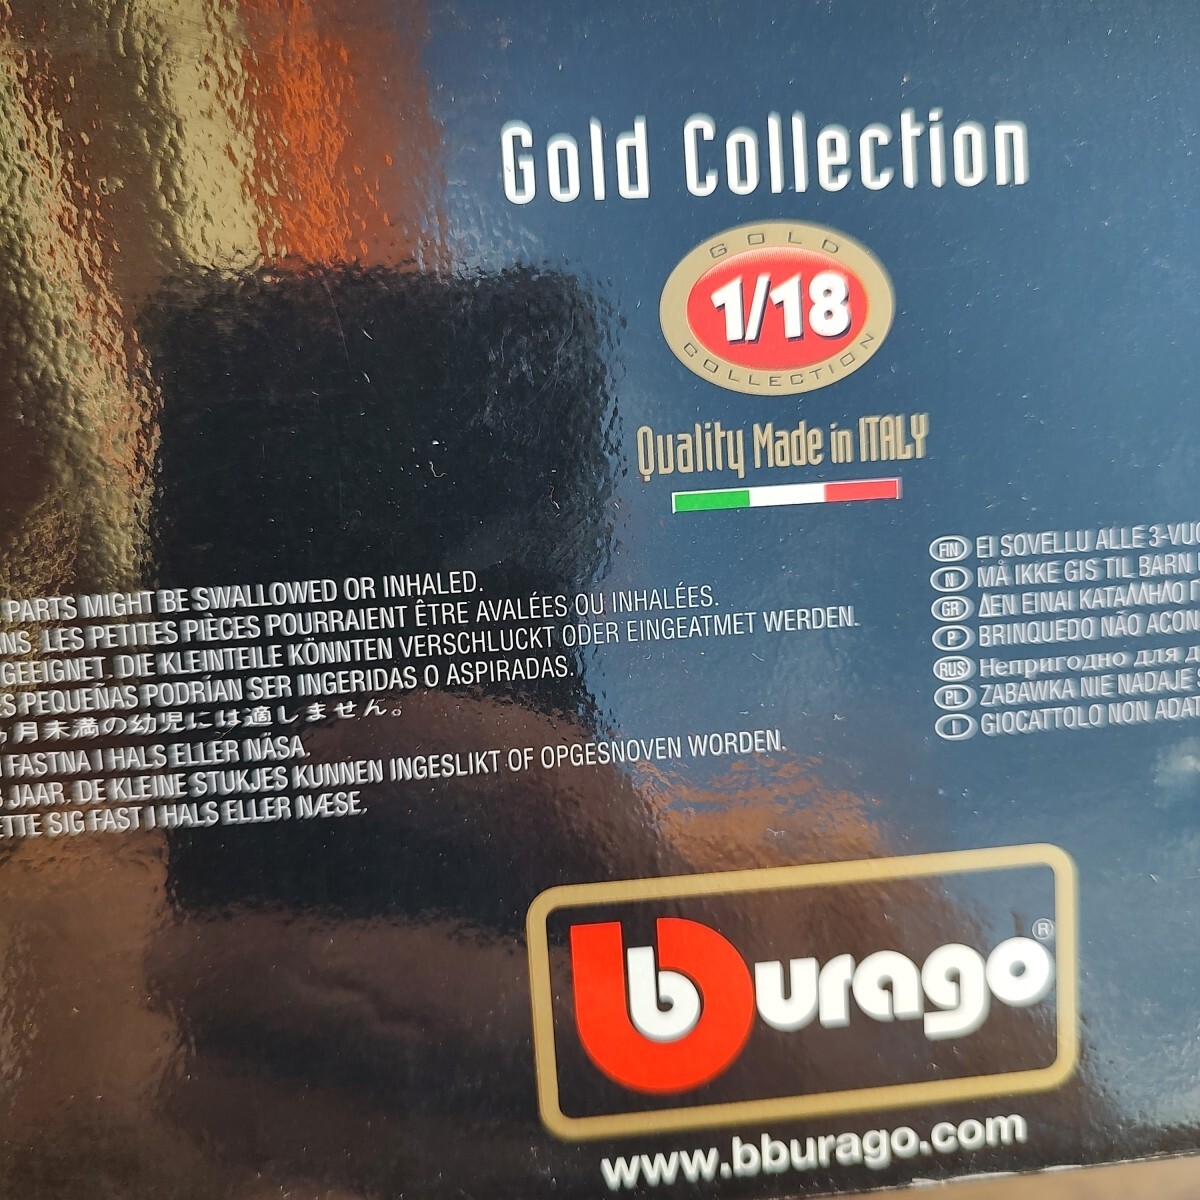 Gold Collection
GOLD
1/18
COLLECTION
Quality Made in ITALY
PARTS MIGHT BE SWALLOWED OR INHALED.
LES PETITES PIÈCES POURRAIENT ÊTRE AVALÉES OU INHALÉES.
GEEIGNET. DIE KLEINTEILE KÖNNTEN VERSCHLUCKT ODER EINGEATMET WERDEN.
PEQUEÑAS PODRÍAN SER INGERIDAS O ASPIRADAS.
月未満の幼児には適しません。
FASTNA I HALS ELLER NÄSA.
JAAR. DE KLEINE STUKJES KUNNEN INGESLIKT OF OPGESNOVEN WORDEN.
SIG FAST I HALS ELLER NÆSE.
FIN EI SOVELLU ALLE
N MÅ IKKE GIS TIL BARN
GR ΔΕΝ ΕΙΝΑΙ ΚΑΤΑΛΛΗΛΟ
P BRINQUEDO NÃO
RUS Непригодно для
PL ZABAWKA NIE NADAJE
I GIOCATTOLO NON
bburago®
www.bburago.com